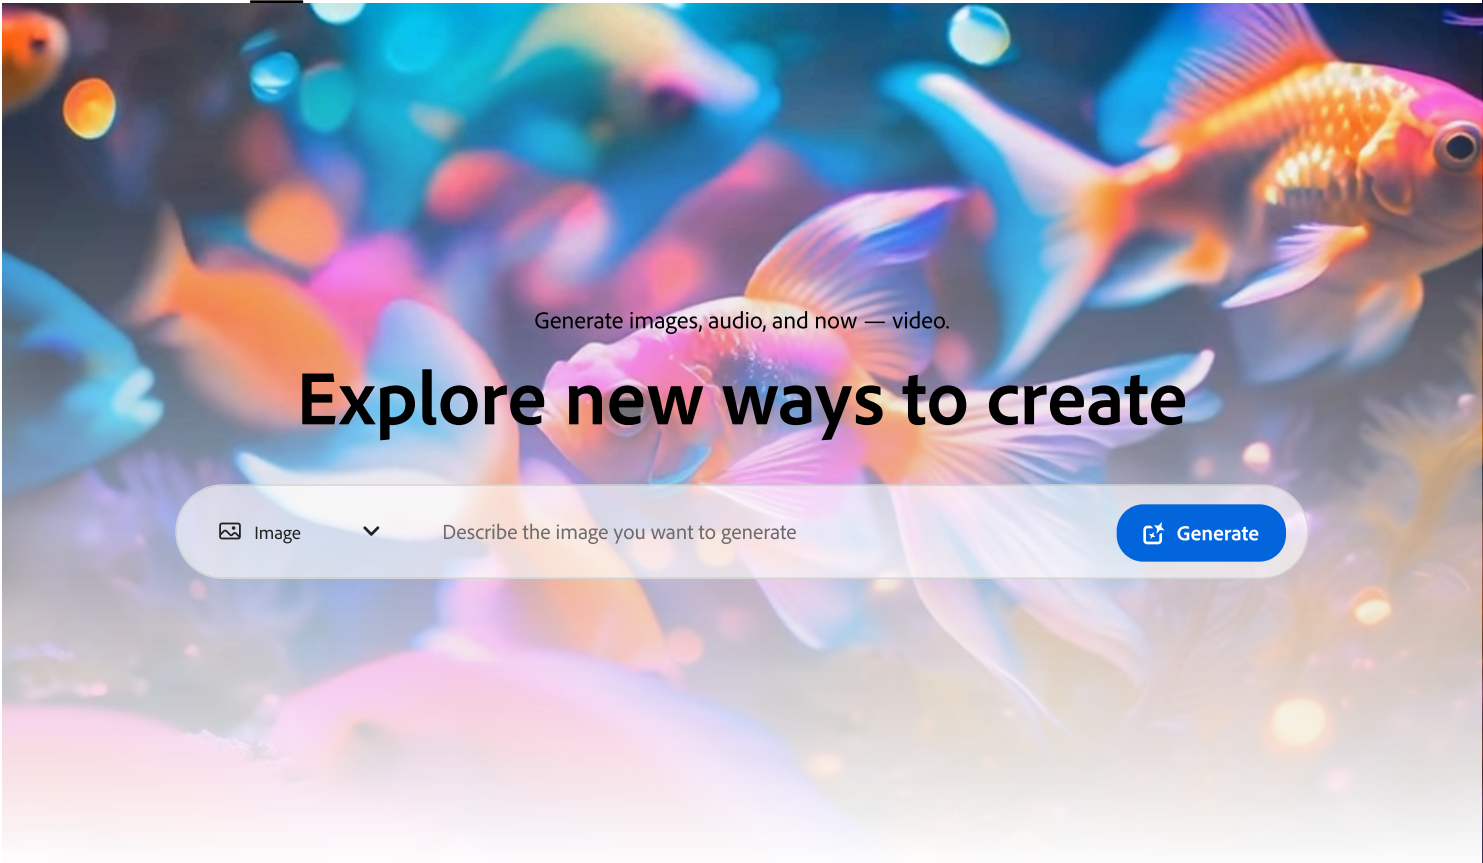 Generate images, audio, and now — video.
Explore new ways to create
Image
Describe the image you want to generate
Generate